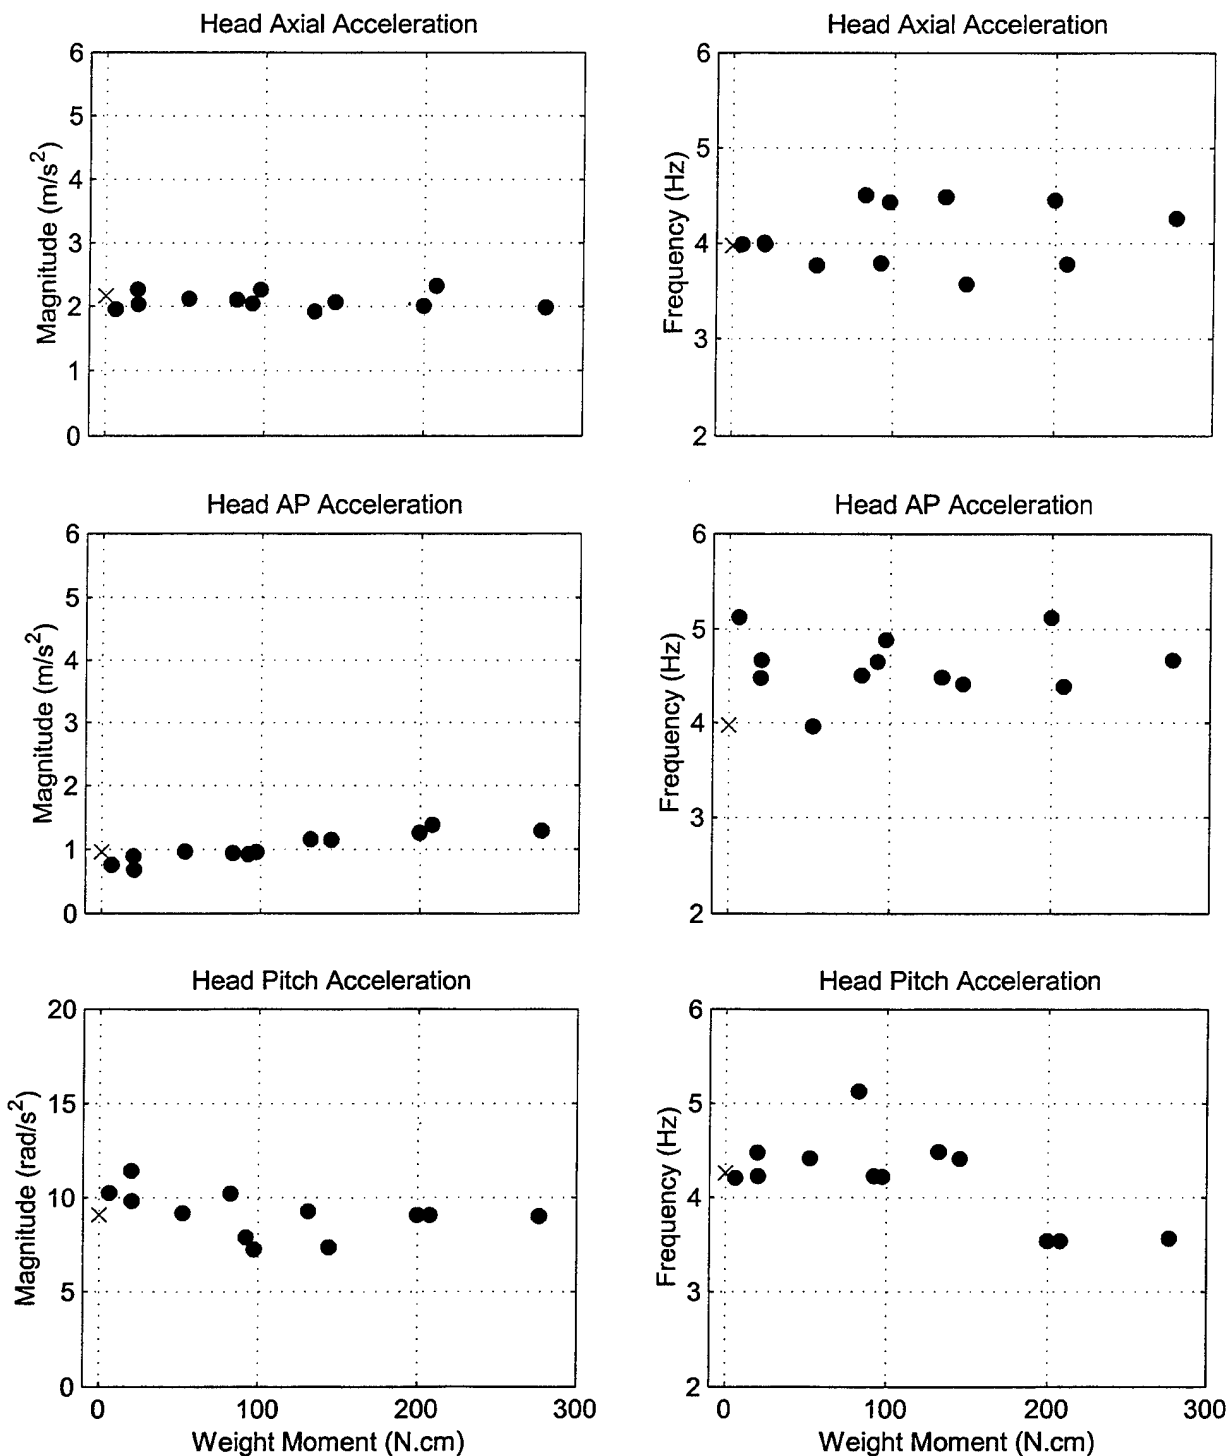 Head Axial Acceleration
6
5
4
3
2
1
0
Magnitude (m/s²)
Head Axial Acceleration
6
5
4
3
2
Frequency (Hz)
Head AP Acceleration
6
5
4
3
2
1
0
Magnitude (m/s²)
Head AP Acceleration
6
5
4
3
2
Frequency (Hz)
Head Pitch Acceleration
20
15
10
5
0
Magnitude (rad/s²)
0 100 200 300
Weight Moment (N.cm)
Head Pitch Acceleration
6
5
4
3
2
Frequency (Hz)
0 100 200 300
Weight Moment (N.cm)